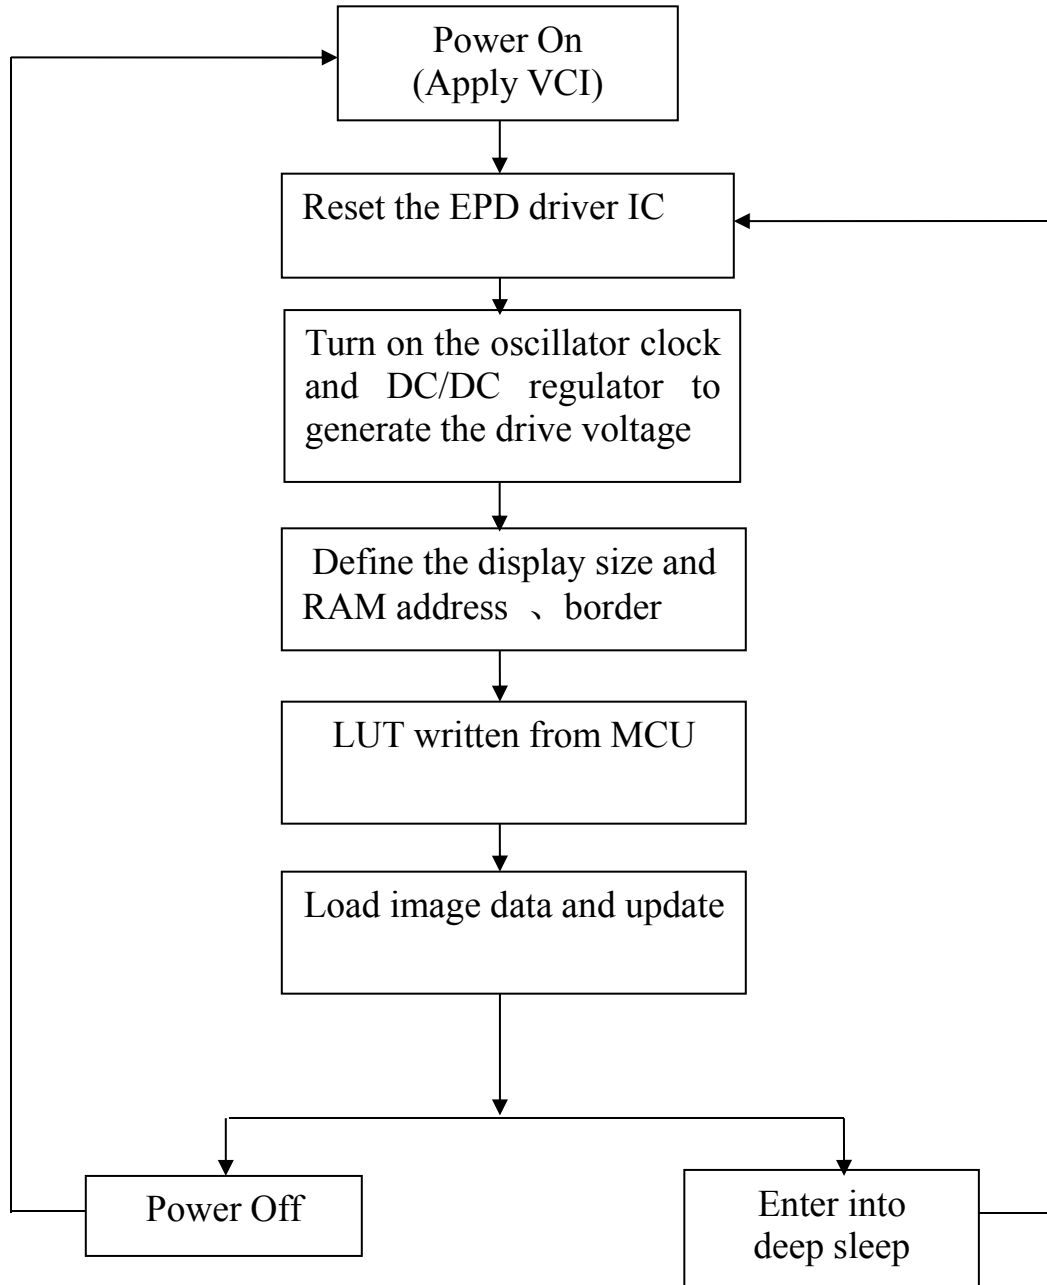 Power On
(Apply VCI)
Reset the EPD driver IC
Turn on the oscillator clock
and DC/DC regulator to
generate the drive voltage
Define the display size and
RAM address 、border
LUT written from MCU
Load image data and update
Power Off
Enter into
deep sleep